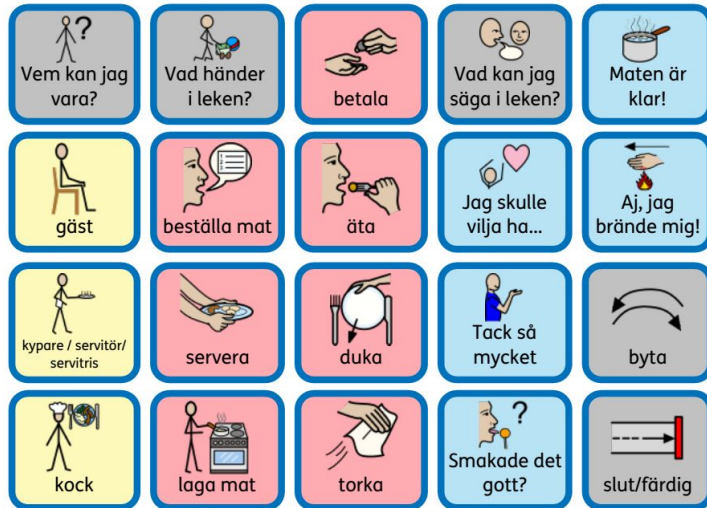 ?
Vem kan jag
vara?
Vad händer
i leken?
betala
Vad kan jag
säga i leken?
Maten är
klar!
gäst
beställa mat
äta
Jag skulle
vilja ha...
Aj, jag
brände mig!
kypare / servitör/
servitris
servera
duka
Tack så
mycket
byta
kock
laga mat
torka
?
Smakade det
gott?
slut/färdig